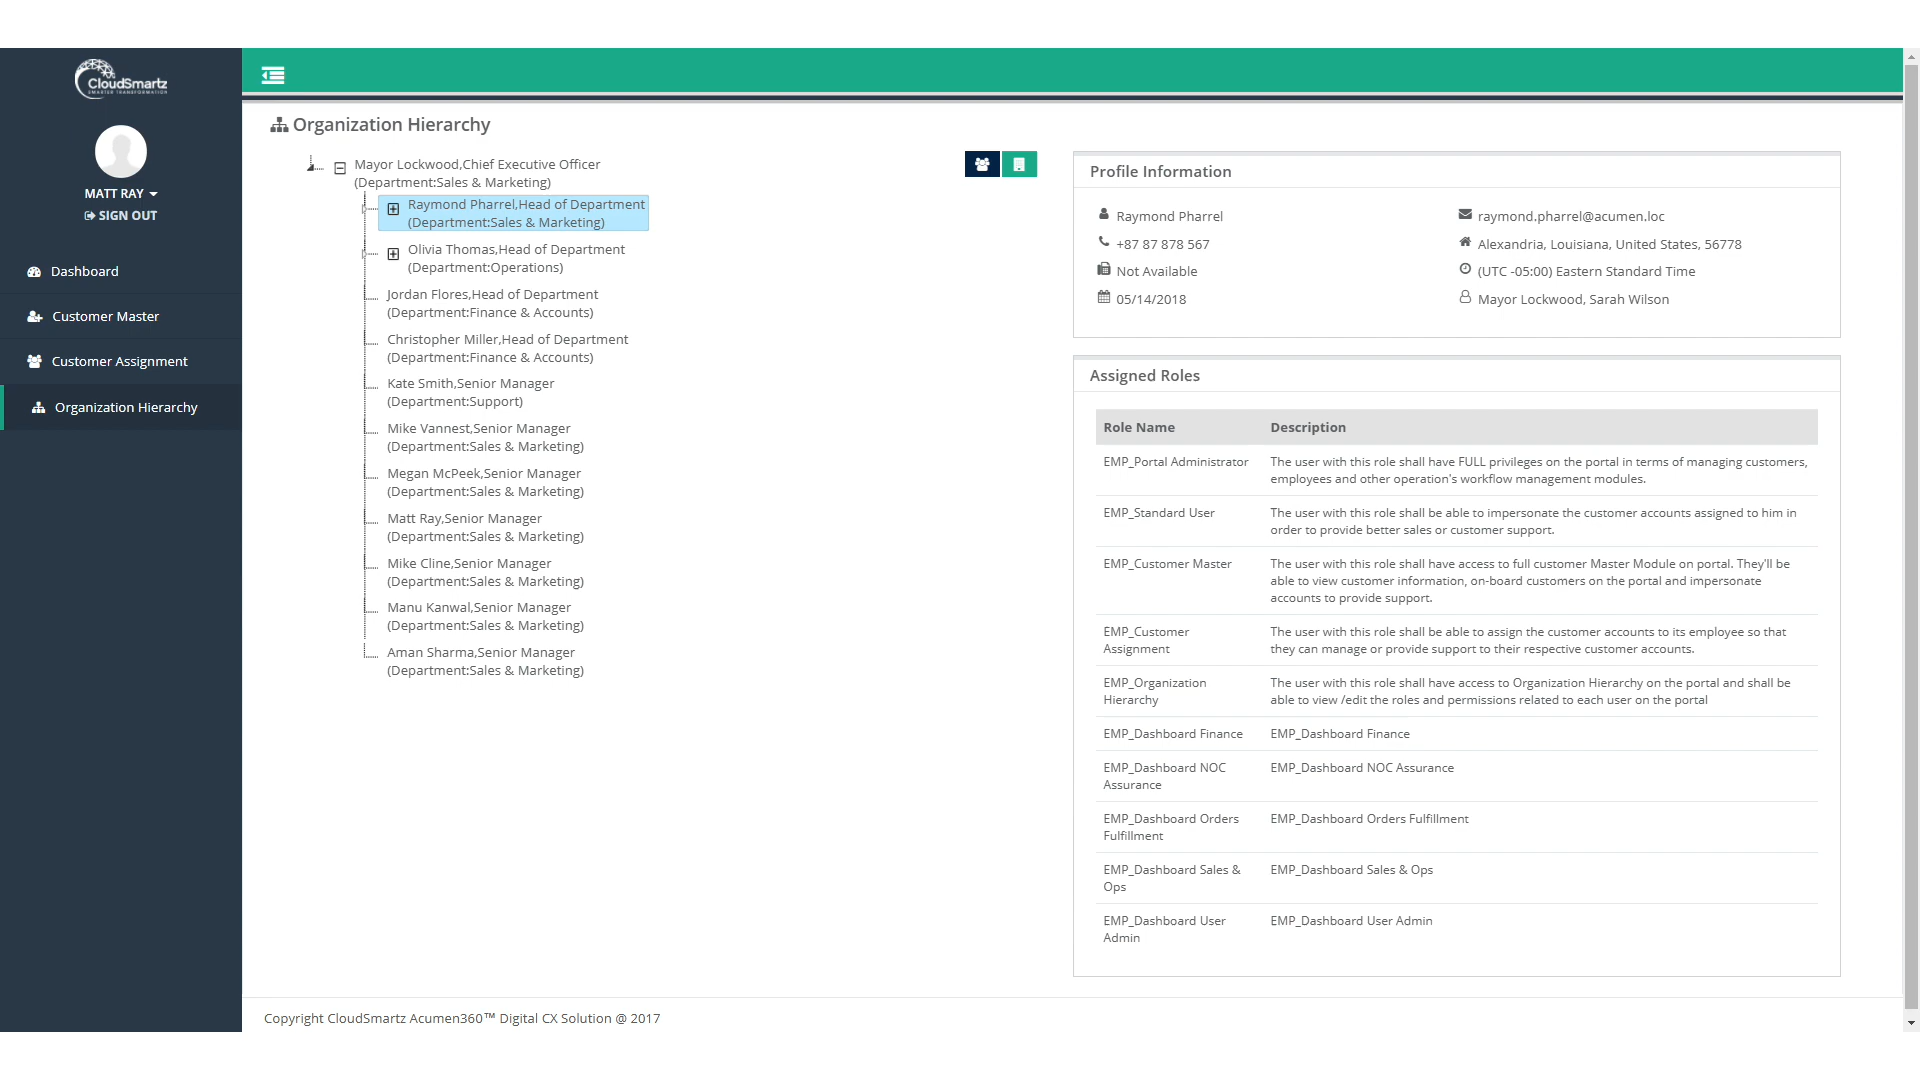 CloudSmartz
SMARTER TRANSFORMATION
MATT RAY
SIGN OUT
Dashboard
Customer Master
Customer Assignment
Organization Hierarchy
Organization Hierarchy
Mayor Lockwood,Chief Executive Officer
(Department:Sales & Marketing)
Raymond Pharrel,Head of Department
(Department:Sales & Marketing)
Olivia Thomas,Head of Department
(Department:Operations)
Jordan Flores,Head of Department
(Department:Finance & Accounts)
Christopher Miller,Head of Department
(Department:Finance & Accounts)
Kate Smith,Senior Manager
(Department:Support)
Mike Vannest,Senior Manager
(Department:Sales & Marketing)
Megan McPeek,Senior Manager
(Department:Sales & Marketing)
Matt Ray,Senior Manager
(Department:Sales & Marketing)
Mike Cline,Senior Manager
(Department:Sales & Marketing)
Manu Kanwal,Senior Manager
(Department:Sales & Marketing)
Aman Sharma,Senior Manager
(Department:Sales & Marketing)
Profile Information
Raymond Pharrel
raymond.pharrel@acumen.loc
+87 87 878 567
Alexandria, Louisiana, United States, 56778
Not Available
(UTC -05:00) Eastern Standard Time
05/14/2018
Mayor Lockwood, Sarah Wilson
Assigned Roles
Role Name Description
EMP_Portal Administrator The user with this role shall have FULL privileges on the portal in terms of managing customers,
employees and other operation's workflow management modules.
EMP_Standard User The user with this role shall be able to impersonate the customer accounts assigned to him in
order to provide better sales or customer support.
EMP_Customer Master The user with this role shall have access to full customer Master Module on portal. They'll be
able to view customer information, on-board customers on the portal and impersonate
accounts to provide support.
EMP_Customer The user with this role shall be able to assign the customer accounts to its employee so that
Assignment they can manage or provide support to their respective customer accounts.
EMP_Organization The user with this role shall have access to Organization Hierarchy on the portal and shall be
Hierarchy able to view /edit the roles and permissions related to each user on the portal
EMP_Dashboard Finance EMP_Dashboard Finance
EMP_Dashboard NOC EMP_Dashboard NOC Assurance
Assurance
EMP_Dashboard Orders EMP_Dashboard Orders Fulfillment
Fulfillment
EMP_Dashboard Sales & EMP_Dashboard Sales & Ops
Ops
EMP_Dashboard User EMP_Dashboard User Admin
Admin
Copyright CloudSmartz Acumen360™ Digital CX Solution @ 2017